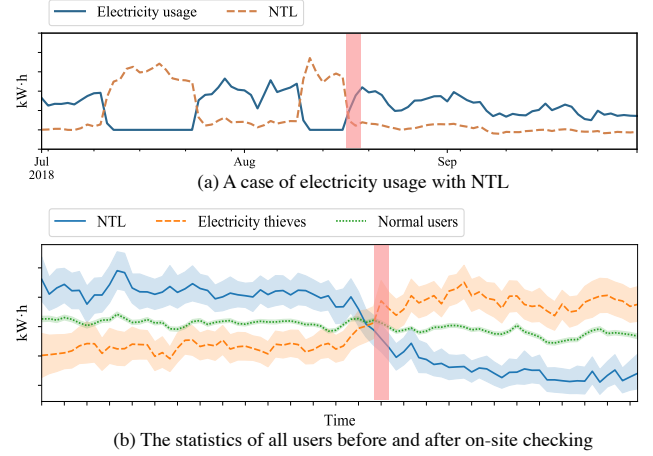 Electricity usage NTL
kW·h
Jul Aug Sep
2018
(a) A case of electricity usage with NTL
NTL Electricity thieves Normal users
kW·h
Time
(b) The statistics of all users before and after on-site checking